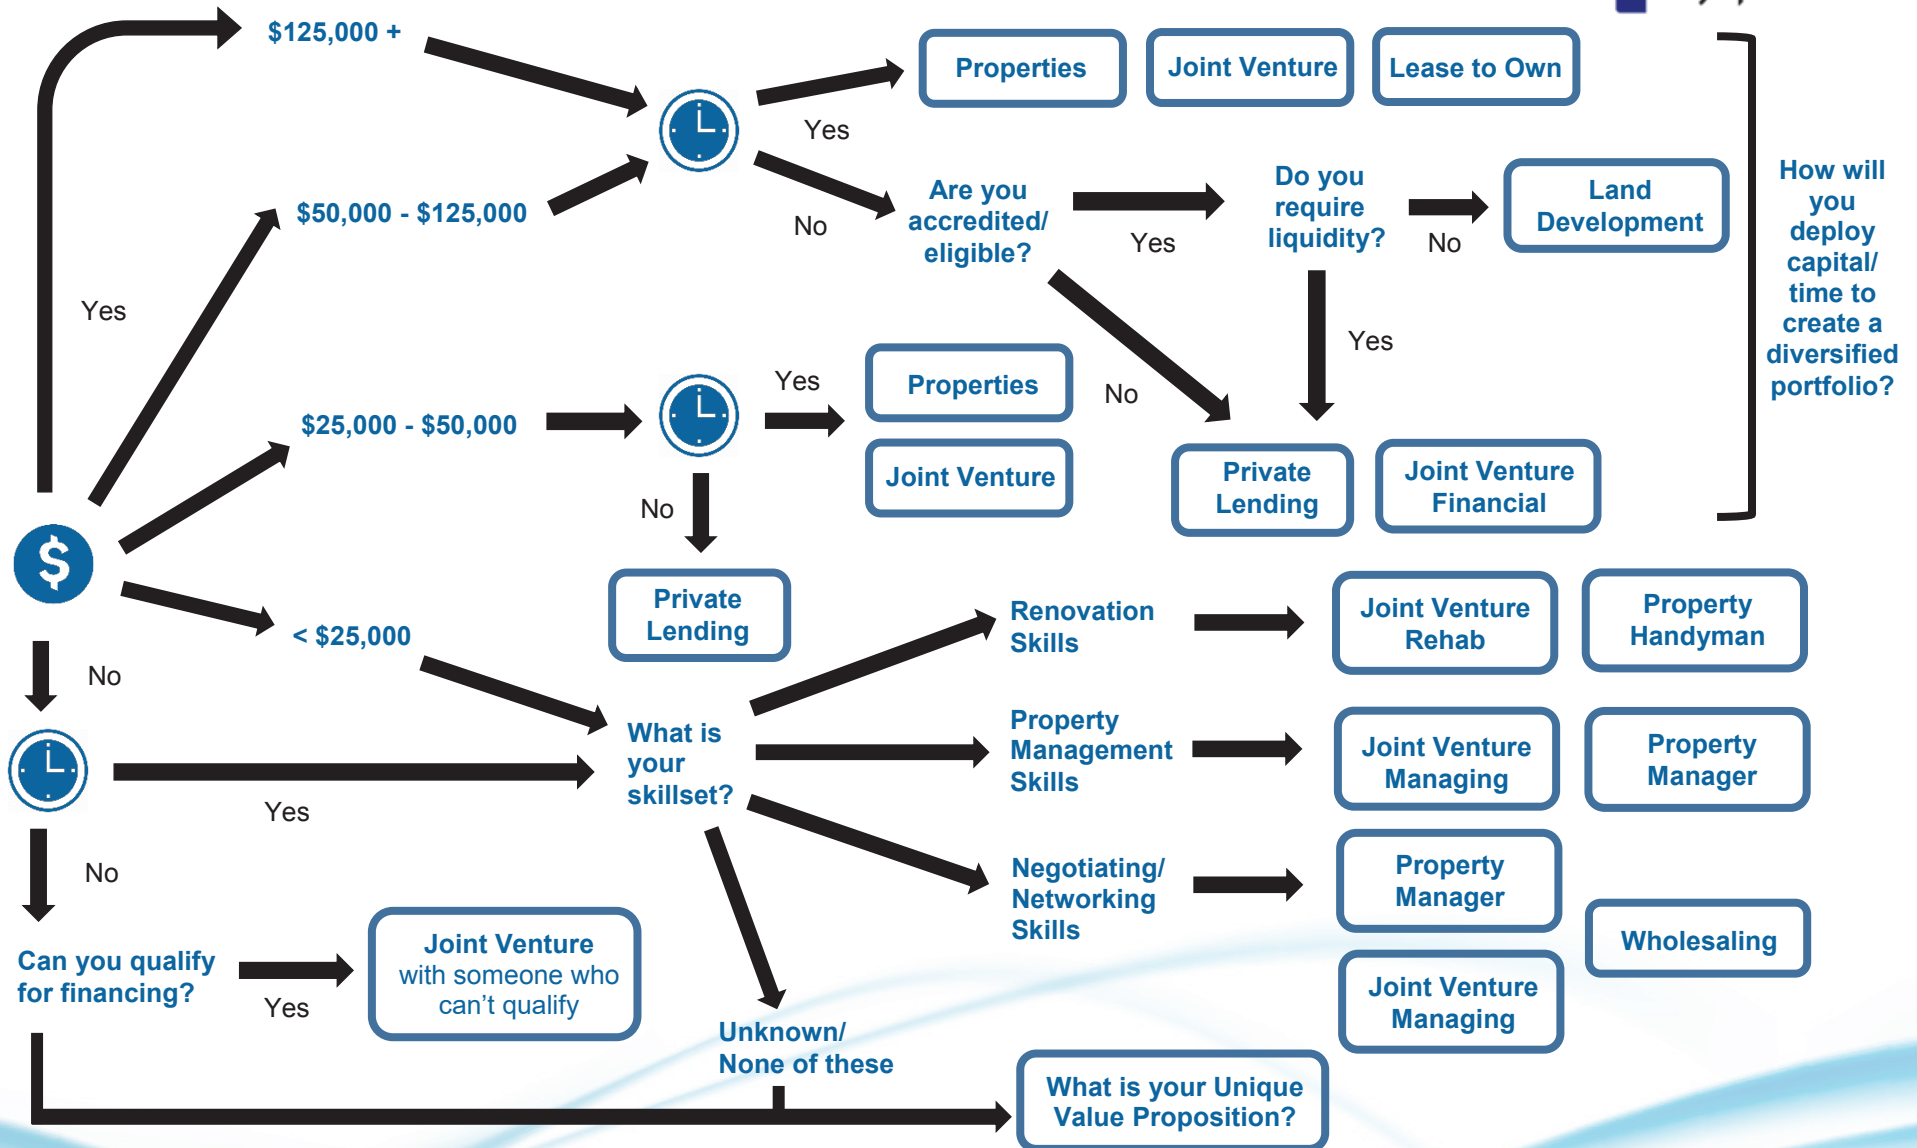 $125,000 +
Properties
Joint Venture
Lease to Own
Yes
$50,000 - $125,000
No
Are you
accredited/
eligible?
Yes
Do you
require
liquidity?
No
Land
Development
How will
you
deploy
capital/
time to
create a
diversified
portfolio?
Yes
Yes
No
$25,000 - $50,000
Yes
Properties
Joint Venture
No
Private
Lending
Private
Lending
Joint Venture
Financial
$
No
< $25,000
What is
your
skillset?
Renovation
Skills
Joint Venture
Rehab
Property
Handyman
Property
Management
Skills
Joint Venture
Managing
Property
Manager
Yes
No
Negotiating/
Networking
Skills
Property
Manager
Wholesaling
Joint Venture
Managing
Can you qualify
for financing?
Yes
Joint Venture
with someone who
can’t qualify
Unknown/
None of these
What is your Unique
Value Proposition?